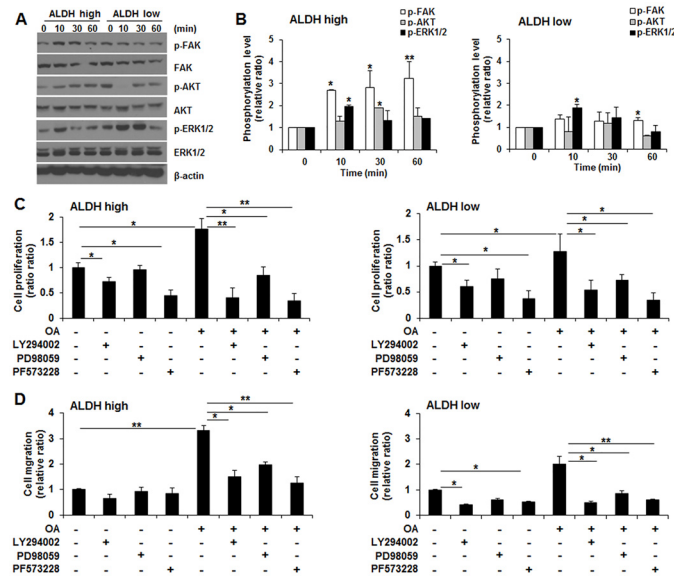 A
ALDH high ALDH low
0 10 30 60 0 10 30 60 (min)
p-FAK
FAK
p-AKT
AKT
p-ERK1/2
ERK1/2
β-actin
B
ALDH high
p-FAK
p-AKT
p-ERK1/2
Phosphorylation level
(relative ratio)
5
4
3
2
1
0
* * * * **
0 10 30 60
Time (min)
ALDH low
p-FAK
p-AKT
p-ERK1/2
Phosphorylation level
(relative ratio)
5
4
3
2
1
0
* *
0 10 30 60
Time (min)
C
ALDH high
Cell proliferation
(ratio ratio)
2
1.5
1
0.5
0
**
*
* **
*
*
OA - - - - + + + +
LY294002 - + - - - + - -
PD98059 - - + - - - + -
PF573228 - - - + - - - +
ALDH low
Cell proliferation
(ratio ratio)
2
1.5
1
0.5
0
*
*
* *
*
*
OA - - - - + + + +
LY294002 - + - - - + - -
PD98059 - - + - - - + -
PF573228 - - - + - - - +
D
ALDH high
Cell migration
(relative ratio)
4
3
2
1
0
**
*
** *
OA - - - - + + + +
LY294002 - + - - - + - -
PD98059 - - + - - - + -
PF573228 - - - + - - - +
ALDH low
Cell migration
(relative ratio)
4
3
2
1
0
**
*
*
*
*
OA - - - - + + + +
LY294002 - + - - - + - -
PD98059 - - + - - - + -
PF573228 - - - + - - - +